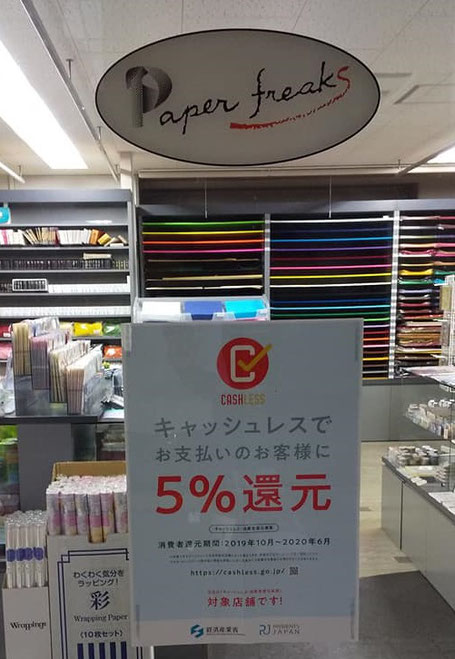 Paper freaks
CASHLESS
キャッシュレスで
お支払いのお客様に
5%還元
消費者還元期間:2019年10月~2020年6月
https://cashless.go.jp/
対象店舗です!
経済産業省
PAYMENTS
JAPAN
わくわく気分を
ラッピング!
彩
Wrapping Paper
(10枚セット)
Wrappings